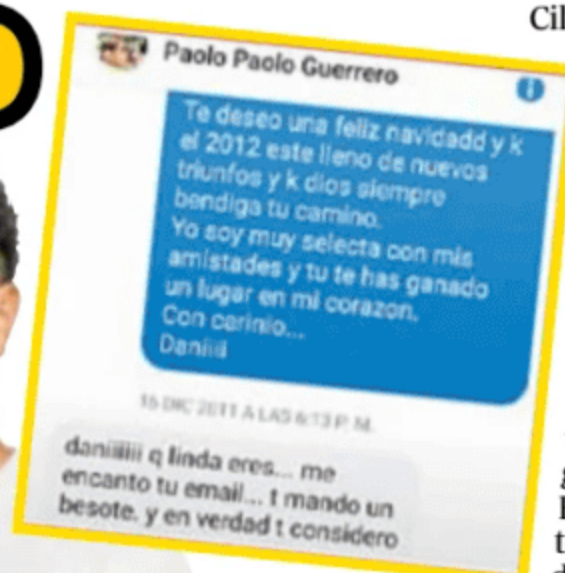 Cil
Paolo Paolo Guerrero
Te deseo una feliz navidadd y k
el 2012 este lleno de nuevos
triunfos y k dios siempre
bendiga tu camino.
Yo soy muy selecta con mis
amistades y tu te has ganado
un lugar en mi corazon.
Con carinio...
Daniiii
15 DIC 2011 A LAS 6:13 P. M.
daniiiiiii q linda eres... me
encanto tu email... t mando un
besote. y en verdad t considero